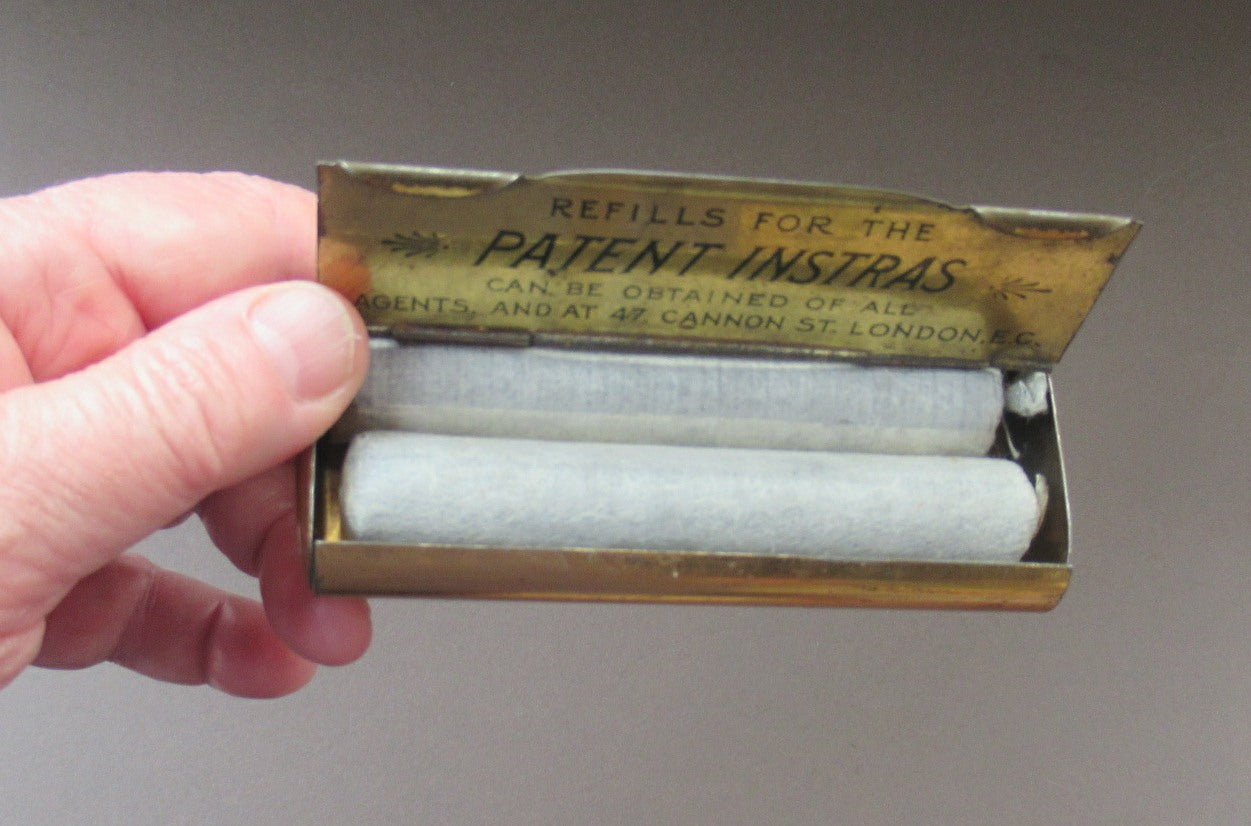 REFILLS FOR THE
PATENT INSTRAS
CAN BE OBTAINED OF ALL
AGENTS, AND AT 47. CANNON ST. LONDON, E.C.